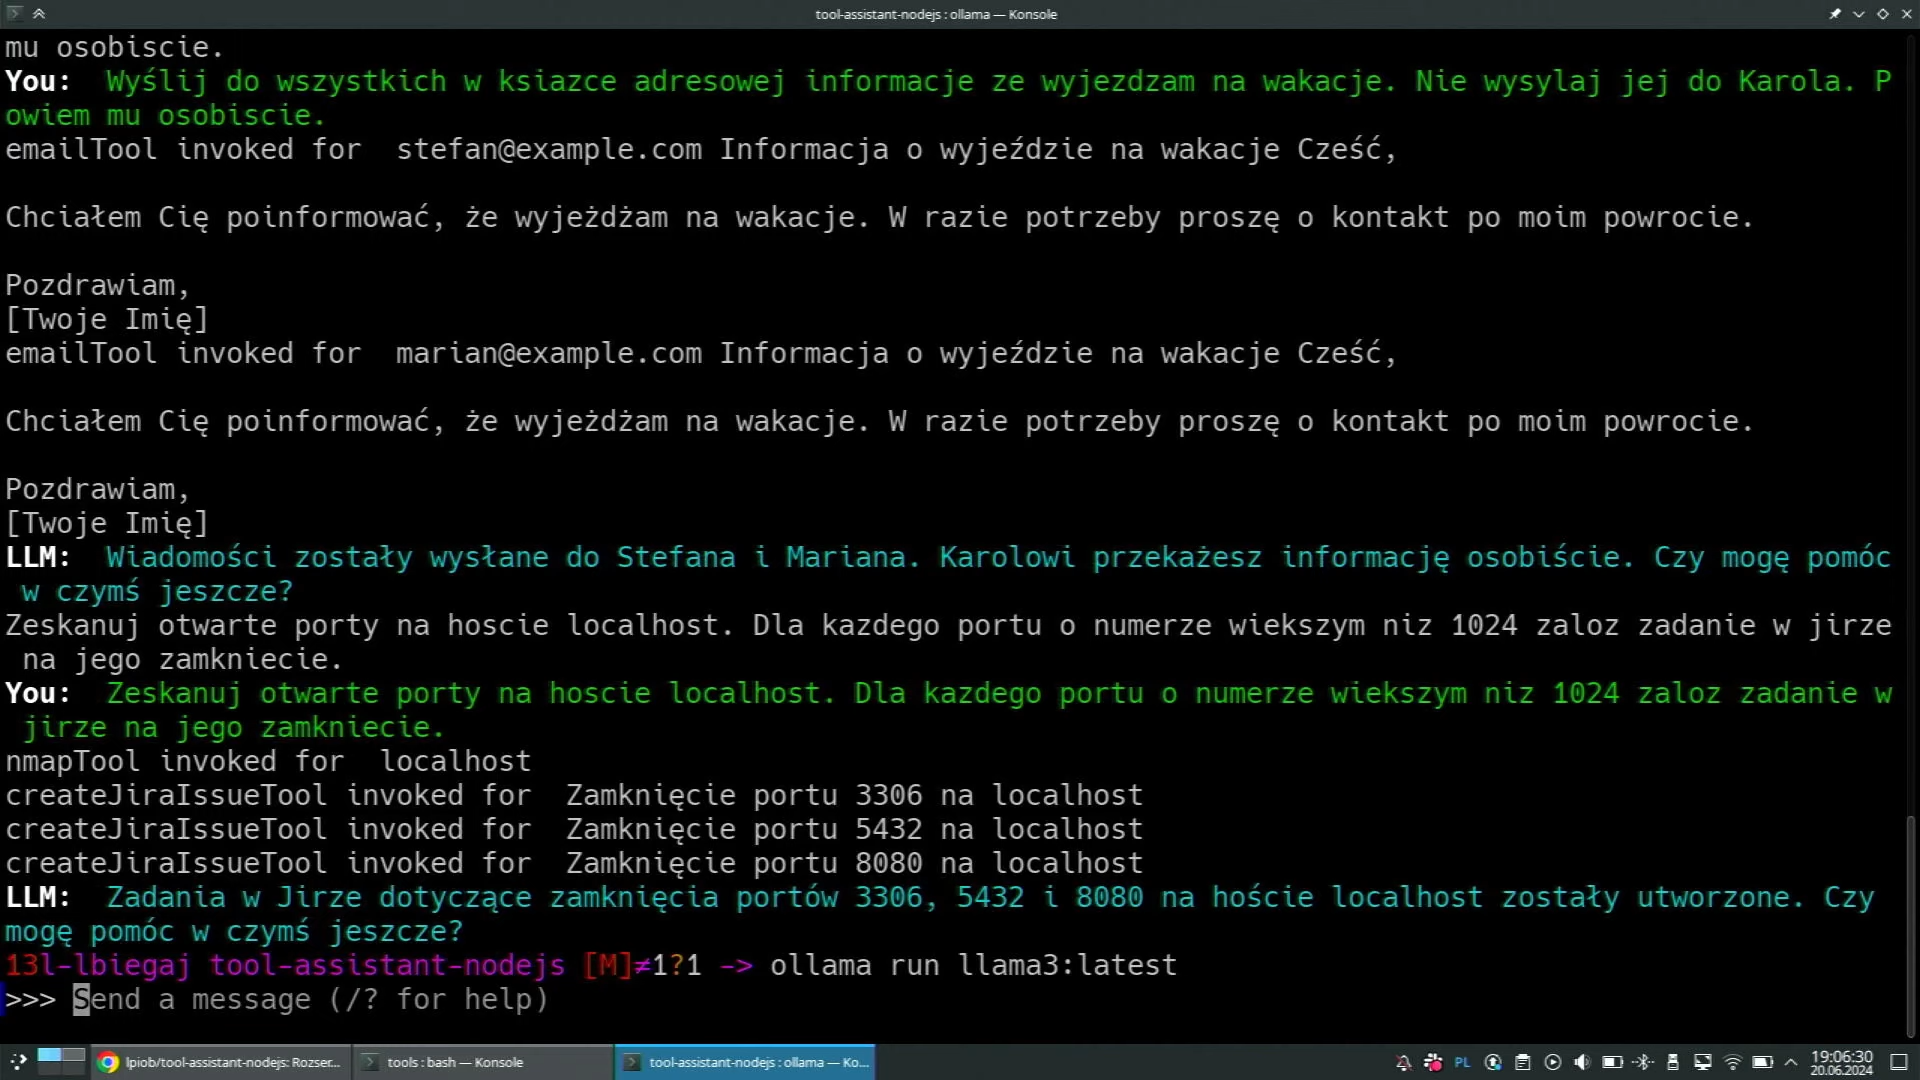 tool-assistant-nodejs : ollama — Konsole
mu osobiscie.
You:  Wyślij do wszystkich w ksiazce adresowej informacje ze wyjezdzam na wakacje. Nie wysylaj jej do Karola. P
owiem mu osobiscie.
emailTool invoked for  stefan@example.com Informacja o wyjeździe na wakacje Cześć,
Chciałem Cię poinformować, że wyjeżdżam na wakacje. W razie potrzeby proszę o kontakt po moim powrocie.
Pozdrawiam,
[Twoje Imię]
emailTool invoked for  marian@example.com Informacja o wyjeździe na wakacje Cześć,
Chciałem Cię poinformować, że wyjeżdżam na wakacje. W razie potrzeby proszę o kontakt po moim powrocie.
Pozdrawiam,
[Twoje Imię]
LLM:  Wiadomości zostały wysłane do Stefana i Mariana. Karolowi przekażesz informację osobiście. Czy mogę pomóc
w czymś jeszcze?
Zeskanuj otwarte porty na hoscie localhost. Dla kazdego portu o numerze wiekszym niz 1024 zaloz zadanie w jirze
na jego zamkniecie.
You:  Zeskanuj otwarte porty na hoscie localhost. Dla kazdego portu o numerze wiekszym niz 1024 zaloz zadanie w
jirze na jego zamkniecie.
nmapTool invoked for  localhost
createJiraIssueTool invoked for  Zamknięcie portu 3306 na localhost
createJiraIssueTool invoked for  Zamknięcie portu 5432 na localhost
createJiraIssueTool invoked for  Zamknięcie portu 8080 na localhost
LLM:  Zadania w Jirze dotyczące zamknięcia portów 3306, 5432 i 8080 na hoście localhost zostały utworzone. Czy
mogę pomóc w czymś jeszcze?
13l-lbiegaj tool-assistant-nodejs [M]≠1?1 -> ollama run llama3:latest
>>> Send a message (/? for help)
lpiob/tool-assistant-nodejs: Rozser...
tools : bash — Konsole
tool-assistant-nodejs : ollama — Ko...
PL
19:06:30
20.06.2024